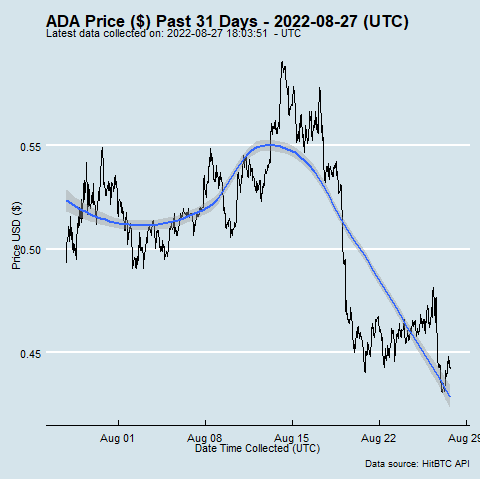 ADA Price ($) Past 31 Days - 2022-08-27 (UTC)
Latest data collected on: 2022-08-27 18:03:51 - UTC
0.55
0.50
0.45
Price USD ($)
Aug 01
Aug 08
Aug 15
Aug 22
Aug 29
Date Time Collected (UTC)
Data source: HitBTC API